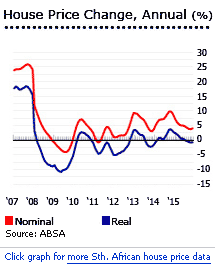 House Price Change, Annual (%)
30
25
20
15
10
5
0
-5
-10
-15
'07 '08 '09 '10 '11 '12 '13 '14 '15
Nominal Real
Source: ABSA
Click graph for more Sth. African house price data